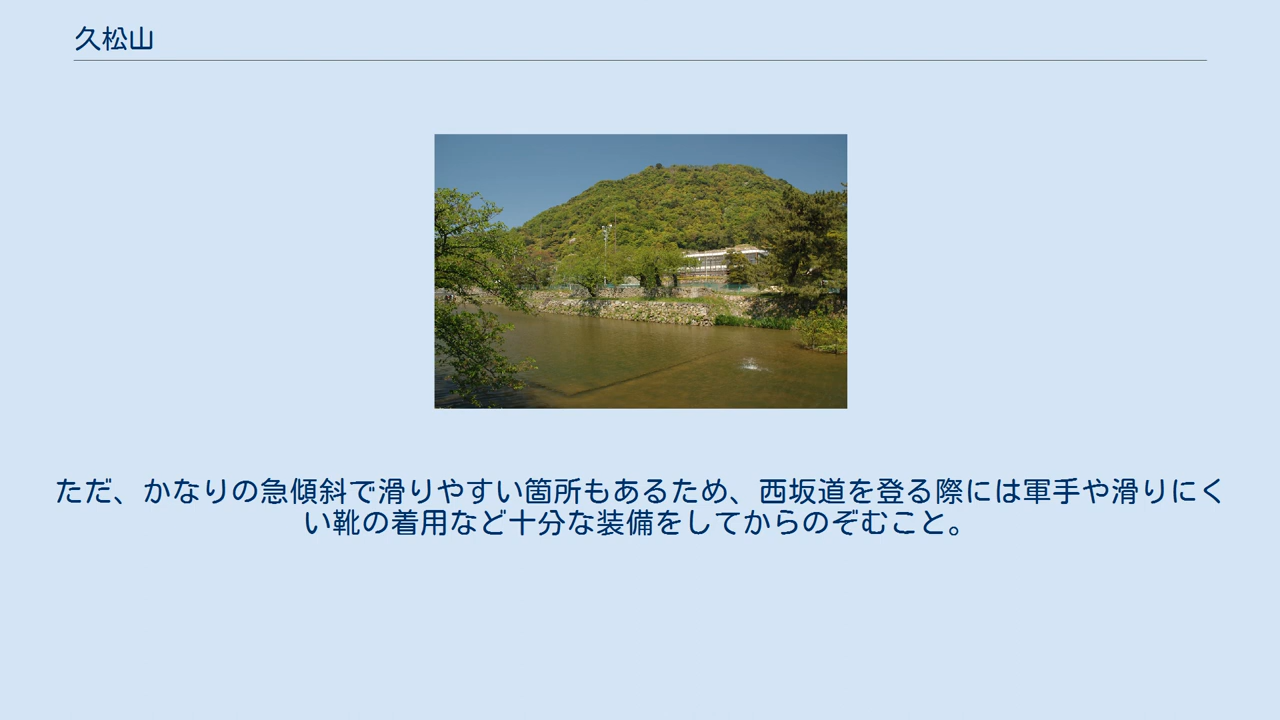 久松山
ただ、かなりの急傾斜で滑りやすい箇所もあるため、西坂道を登る際には軍手や滑りにく
い靴の着用など十分な装備をしてからのぞむこと。